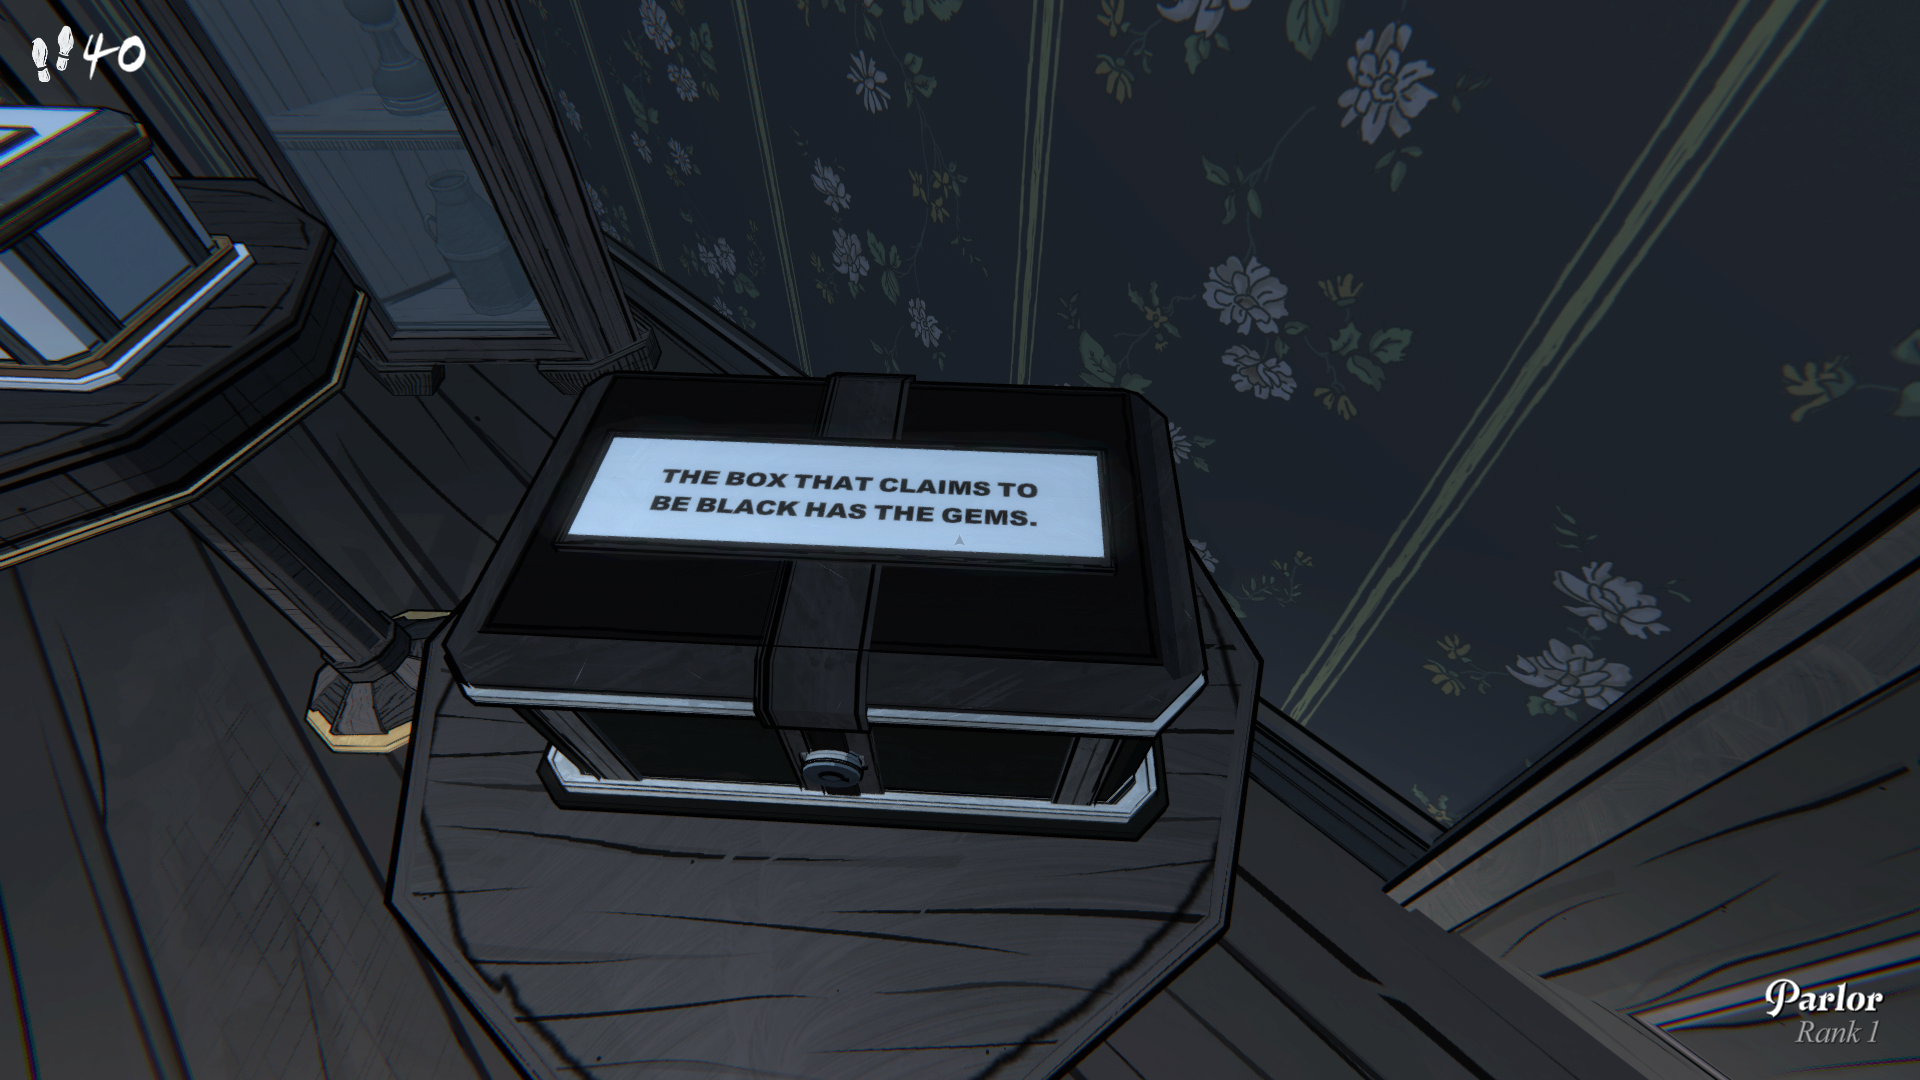 40
THE BOX THAT CLAIMS TO
BE BLACK HAS THE GEMS.
Parlor
Rank 1